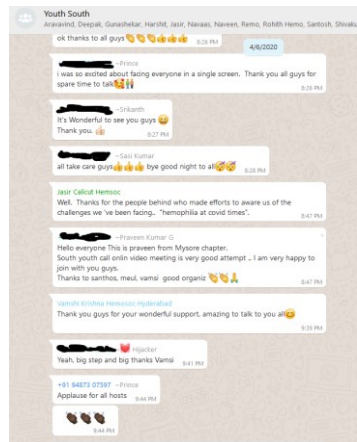 Youth South
Aravavind, Deepak, Gunashekar, Harshit, Jasir, Navaas, Naveen, Remo, Rohith Hemo, Santosh, Shivaku
ok thanks to all guys👏👏👏👍👍👍 8:26 PM
4/6/2020
~Prince
i was so excited about facing everyone in a single screen. Thank you all guys for
spare time to talk🥰👬 8:26 PM
~Srikanth
It's Wonderful to see you guys 😄
Thank you. 👍 8:27 PM
~Sasi Kumar
all take care guys👍👍👍 bye good night to all😴😴 8:28 PM
Jasir Calicut Hemsoc
Well. Thanks for the people behind who made efforts to aware us of the
challenges we 've been facing.. "hemophilia at covid times". 8:47 PM
~Praveen Kumar G
Hello everyone This is praveen from Mysore chapter.
South youth call onlin video meeting is very good attempt .. I am very happy to
join with you guys.
Thanks to santhos, meul, vamsi good organiz 👏👏🙏 8:47 PM
Vamshi Krishna Hemosoc Hyderabad
Thank you guys for your wonderful support, amazing to talk to you all😊
9:39 PM
Hijacker
Yeah, big step and big thanks Vamsi 9:41 PM
+91 94873 07597 ~Prince
Applause for all hosts 9:44 PM
👏🏿👏🏿👏🏿
9:44 PM